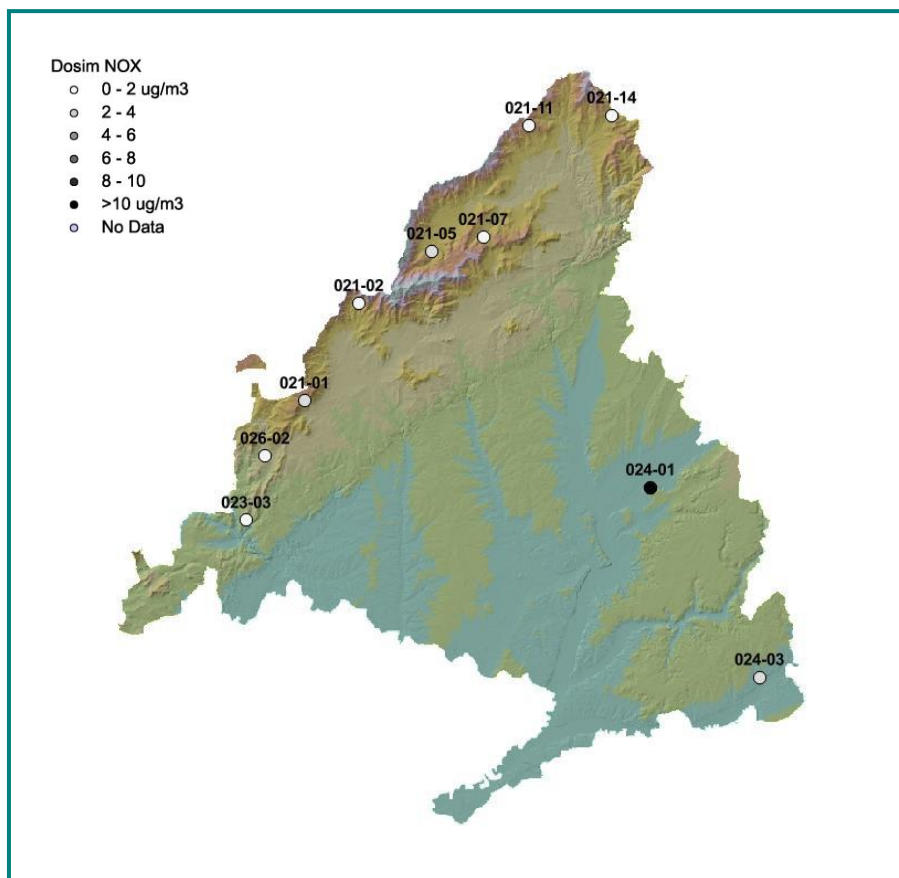 Dosim NOX
0 - 2 ug/m3
2 - 4
4 - 6
6 - 8
8 - 10
>10 ug/m3
No Data
021-14
021-11
021-07
021-05
021-02
021-01
026-02
024-01
023-03
024-03